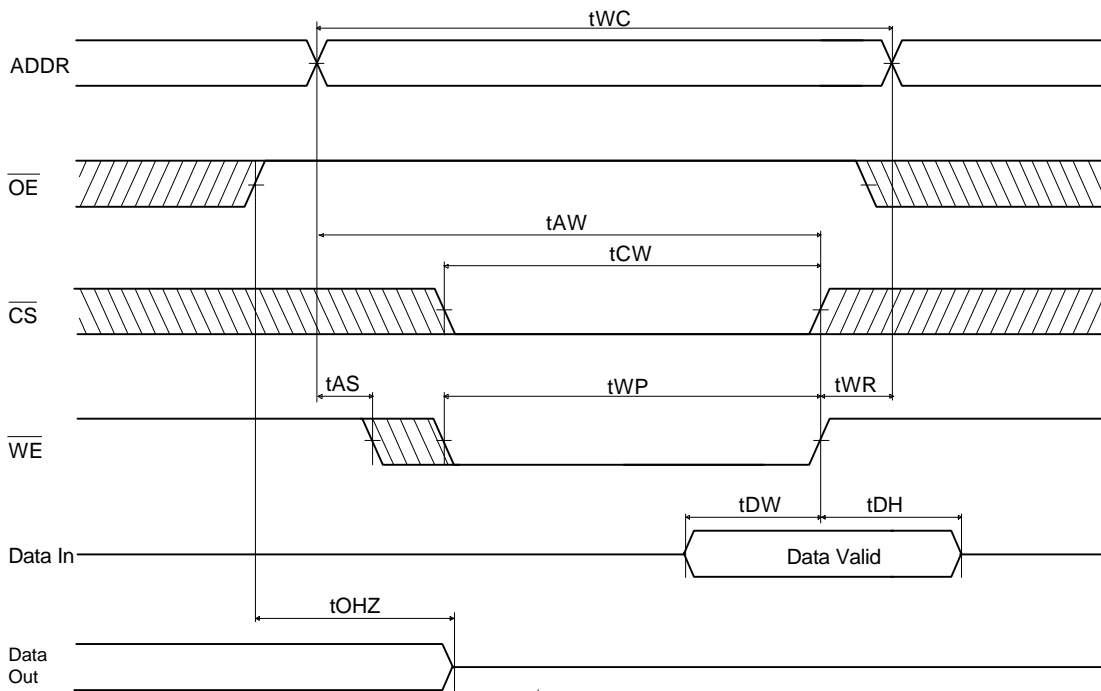 tWC
ADDR
OE
tAW
tCW
CS
tAS
tWP
tWR
WE
tDW
tDH
Data In
Data Valid
tOHZ
Data
Out